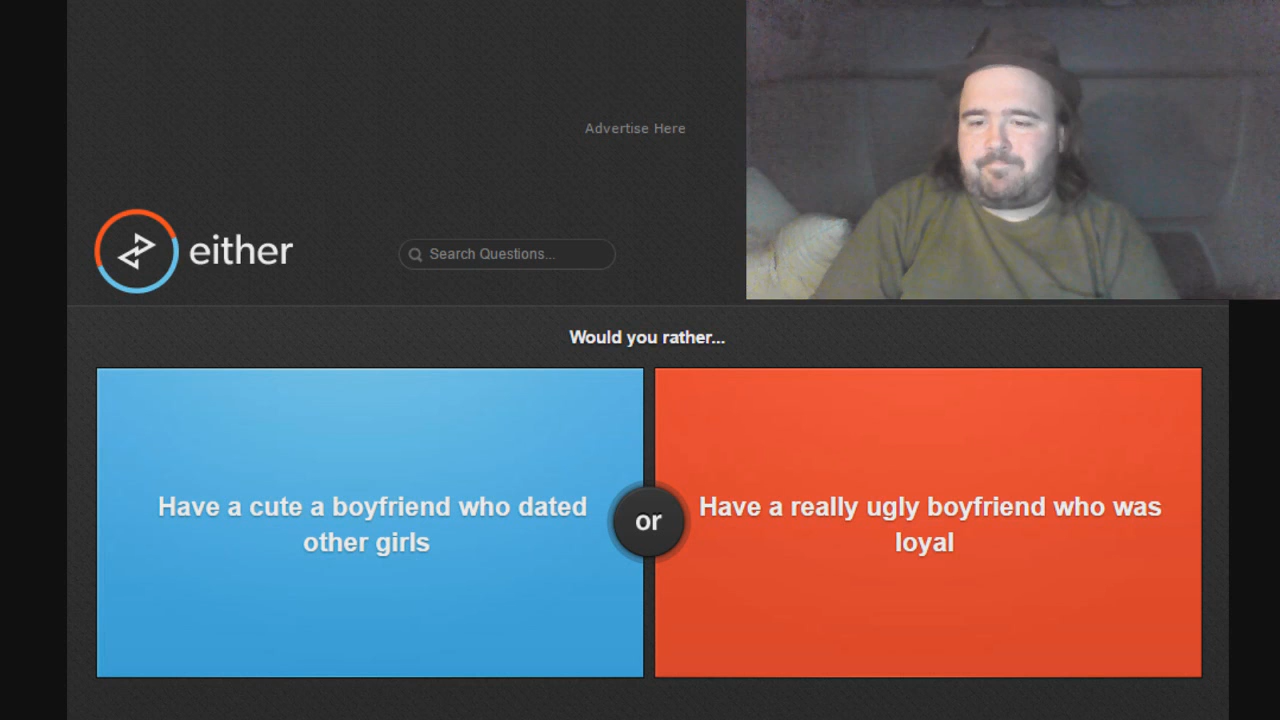 Advertise Here
either
Search Questions...
Would you rather...
Have a cute a boyfriend who dated
other girls
or
Have a really ugly boyfriend who was
loyal